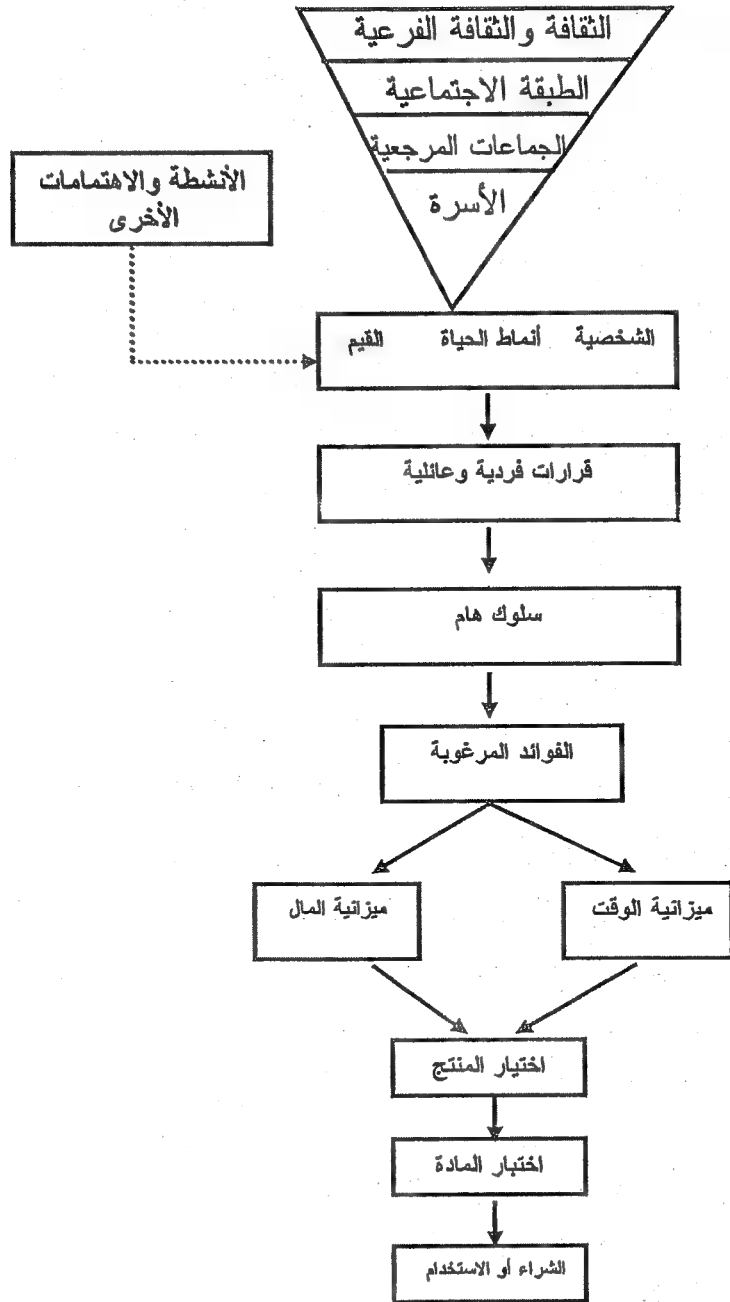 الثقافة والثقافة الفرعية
الطبقة الاجتماعية
الجماعات المرجعية
الأسرة
الأنشطة والاهتمامات
الأخرى
الشخصية أنماط الحياة القيم
قرارات فردية وعائلية
سلوك هام
الفوائد المرغوبة
ميزانية الوقت
ميزانية المال
اختيار المنتج
اختبار المادة
الشراء أو الاستخدام